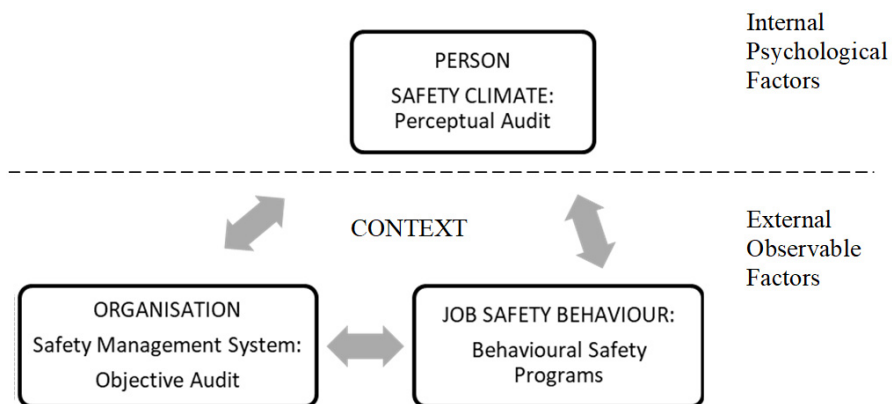 Internal
Psychological
Factors
PERSON
SAFETY CLIMATE:
Perceptual Audit
CONTEXT
External
Observable
Factors
ORGANISATION
Safety Management System:
Objective Audit
JOB SAFETY BEHAVIOUR:
Behavioural Safety
Programs